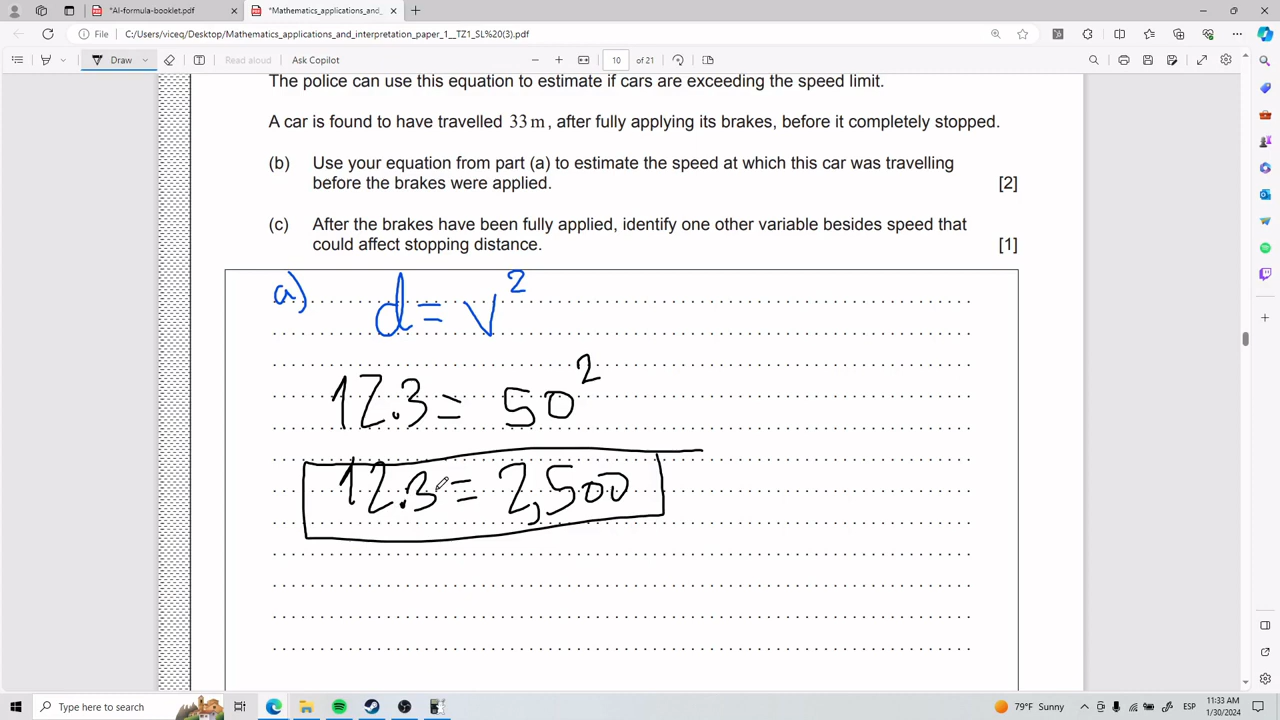 *AI-formula-booklet.pdf
*Mathematics_applications_and_
File
C:/Users/viceq/Desktop/Mathematics_applications_and_interpretation_paper_1__TZ1_SL%20(3).pdf
Draw
Read aloud
Ask Copilot
10
of 21
The police can use this equation to estimate if cars are exceeding the speed limit.
A car is found to have travelled 33 m, after fully applying its brakes, before it completely stopped.
(b) Use your equation from part (a) to estimate the speed at which this car was travelling
before the brakes were applied. [2]
(c) After the brakes have been fully applied, identify one other variable besides speed that
could affect stopping distance. [1]
a) d = v²
12.3 = 50²
12.3 = 2,500
Type here to search
79°F Sunny
ESP
11:33 AM
1/30/2024